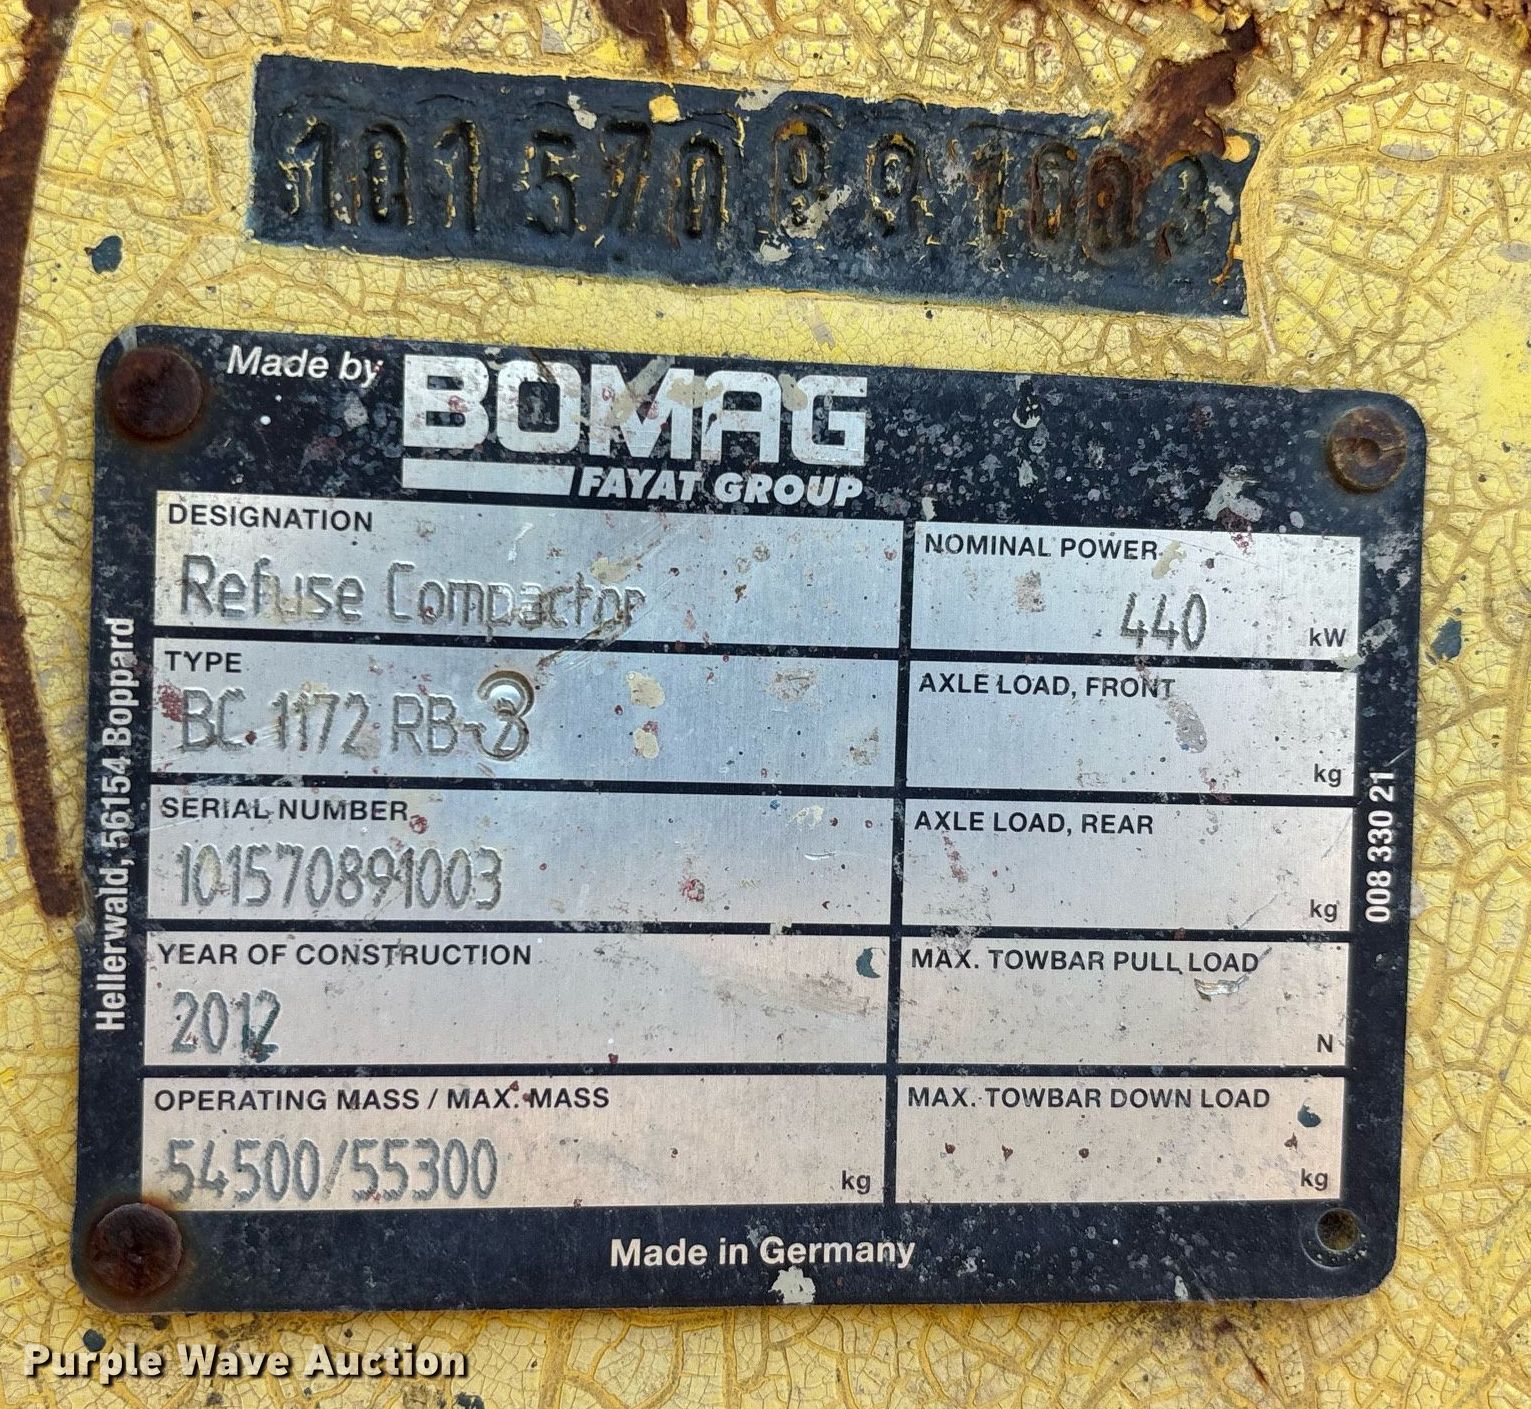 101570891003
Made by BOMAG
FAYAT GROUP
DESIGNATION
Refuse Compactor
NOMINAL POWER
440 kW
TYPE
BC 1172 RB-3
AXLE LOAD, FRONT
kg
SERIAL NUMBER
101570891003
AXLE LOAD, REAR
kg
YEAR OF CONSTRUCTION
2012
MAX. TOWBAR PULL LOAD
N
OPERATING MASS / MAX. MASS
54500/55300 kg
MAX. TOWBAR DOWN LOAD
kg
Made in Germany
Hellerwald, 56154 Boppard
008 330 21
Purple Wave Auction